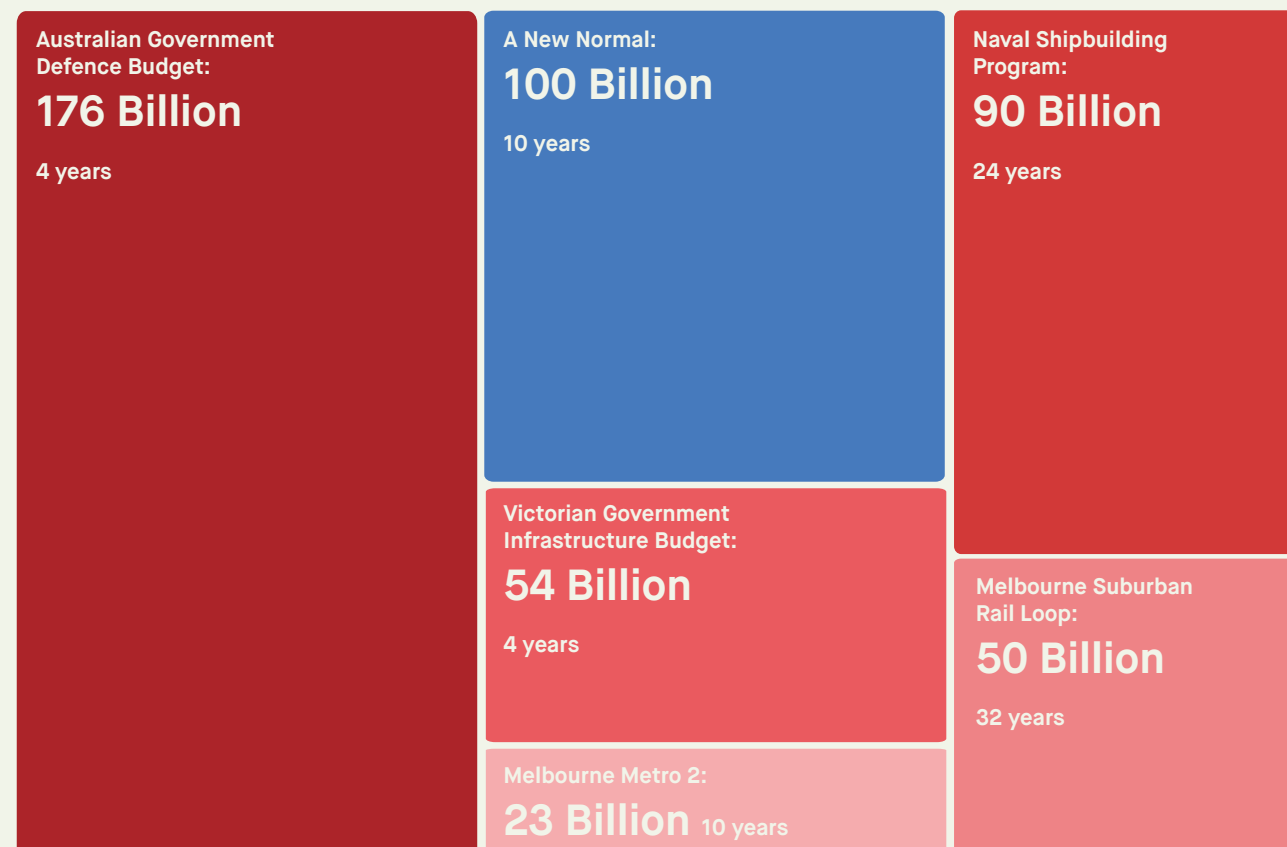 Australian Government
Defence Budget:
176 Billion
4 years
A New Normal:
100 Billion
10 years
Naval Shipbuilding
Program:
90 Billion
24 years
Victorian Government
Infrastructure Budget:
54 Billion
4 years
Melbourne Suburban
Rail Loop:
50 Billion
32 years
Melbourne Metro 2:
23 Billion 10 years